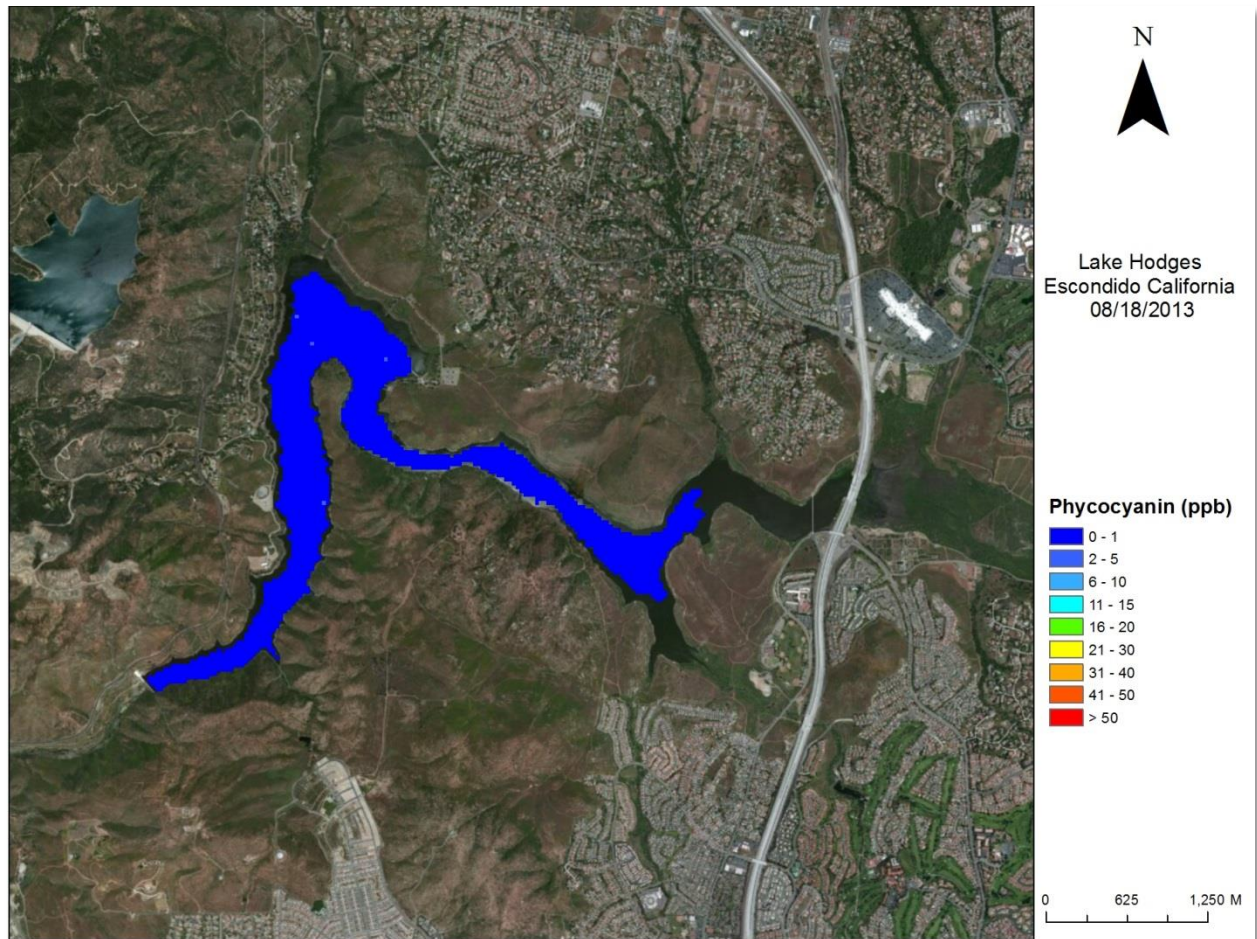 N
Lake Hodges
Escondido California
08/18/2013
Phycocyanin (ppb)
0 - 1
2 - 5
6 - 10
11 - 15
16 - 20
21 - 30
31 - 40
41 - 50
> 50
0 625 1,250 M